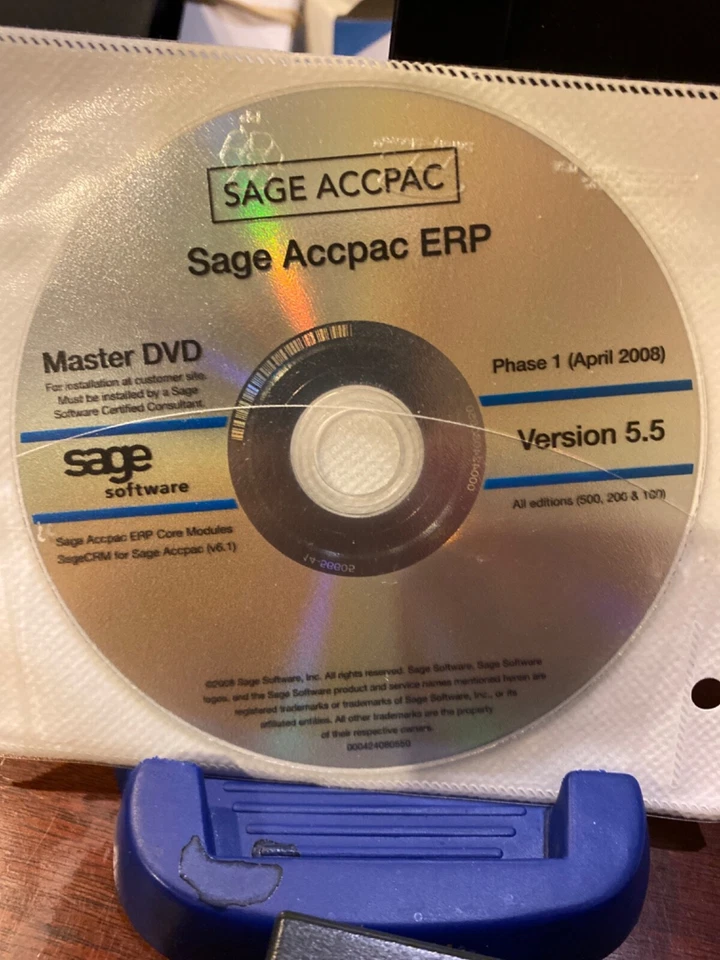 SAGE ACCPAC
Sage Accpac ERP
Master DVD
For installation at customer site.
Must be installed by a Sage
Software Certified Consultant.
sage
software
Sage Accpac ERP Core Modules
SageCRM for Sage Accpac (v6.1)
Phase 1 (April 2008)
Version 5.5
All editions (500, 200 & 100)
©2008 Sage Software, Inc. All rights reserved. Sage Software, Sage Software
logos, and the Sage Software product and service names mentioned herein are
registered trademarks or trademarks of Sage Software, Inc., or its
affiliated entities. All other trademarks are the property
of their respective owners.
000424080550